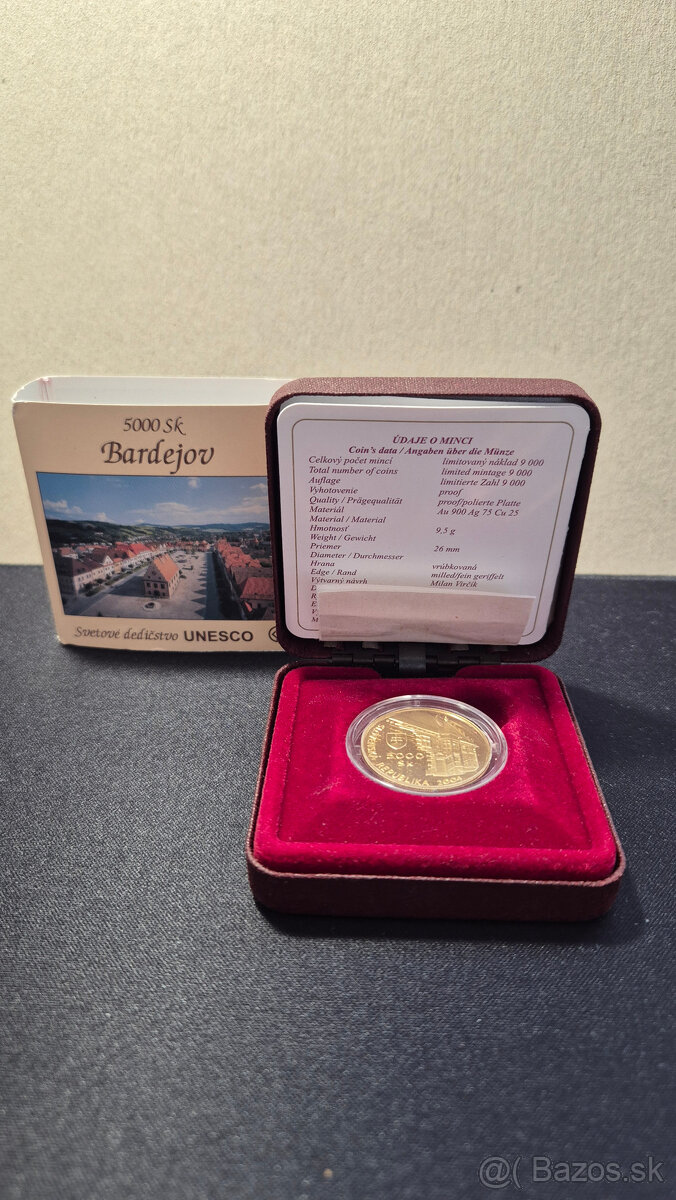 5000 Sk
Bardejov
Svetové dedičstvo UNESCO
ÚDAJE O MINCI
Coin's data / Angaben über die Münze
Celkový počet mincí limitovaný náklad 9 000
Total number of coins limited mintage 9 000
Auflage limitierte Zahl 9 000
Vyhotovenie proof
Quality / Prägequalität proof/polierte Platte
Materiál Au 900 Ag 75 Cu 25
Material / Material
Hmotnosť 9,5 g
Weight / Gewicht
Priemer 26 mm
Diameter / Durchmesser
Hrana vrúbkovaná
Edge / Rand milled/fein geriffelt
Výtvarný návrh Milan Virčík
5000
SK
REPUBLIKA 2004
@( Bazos.sk